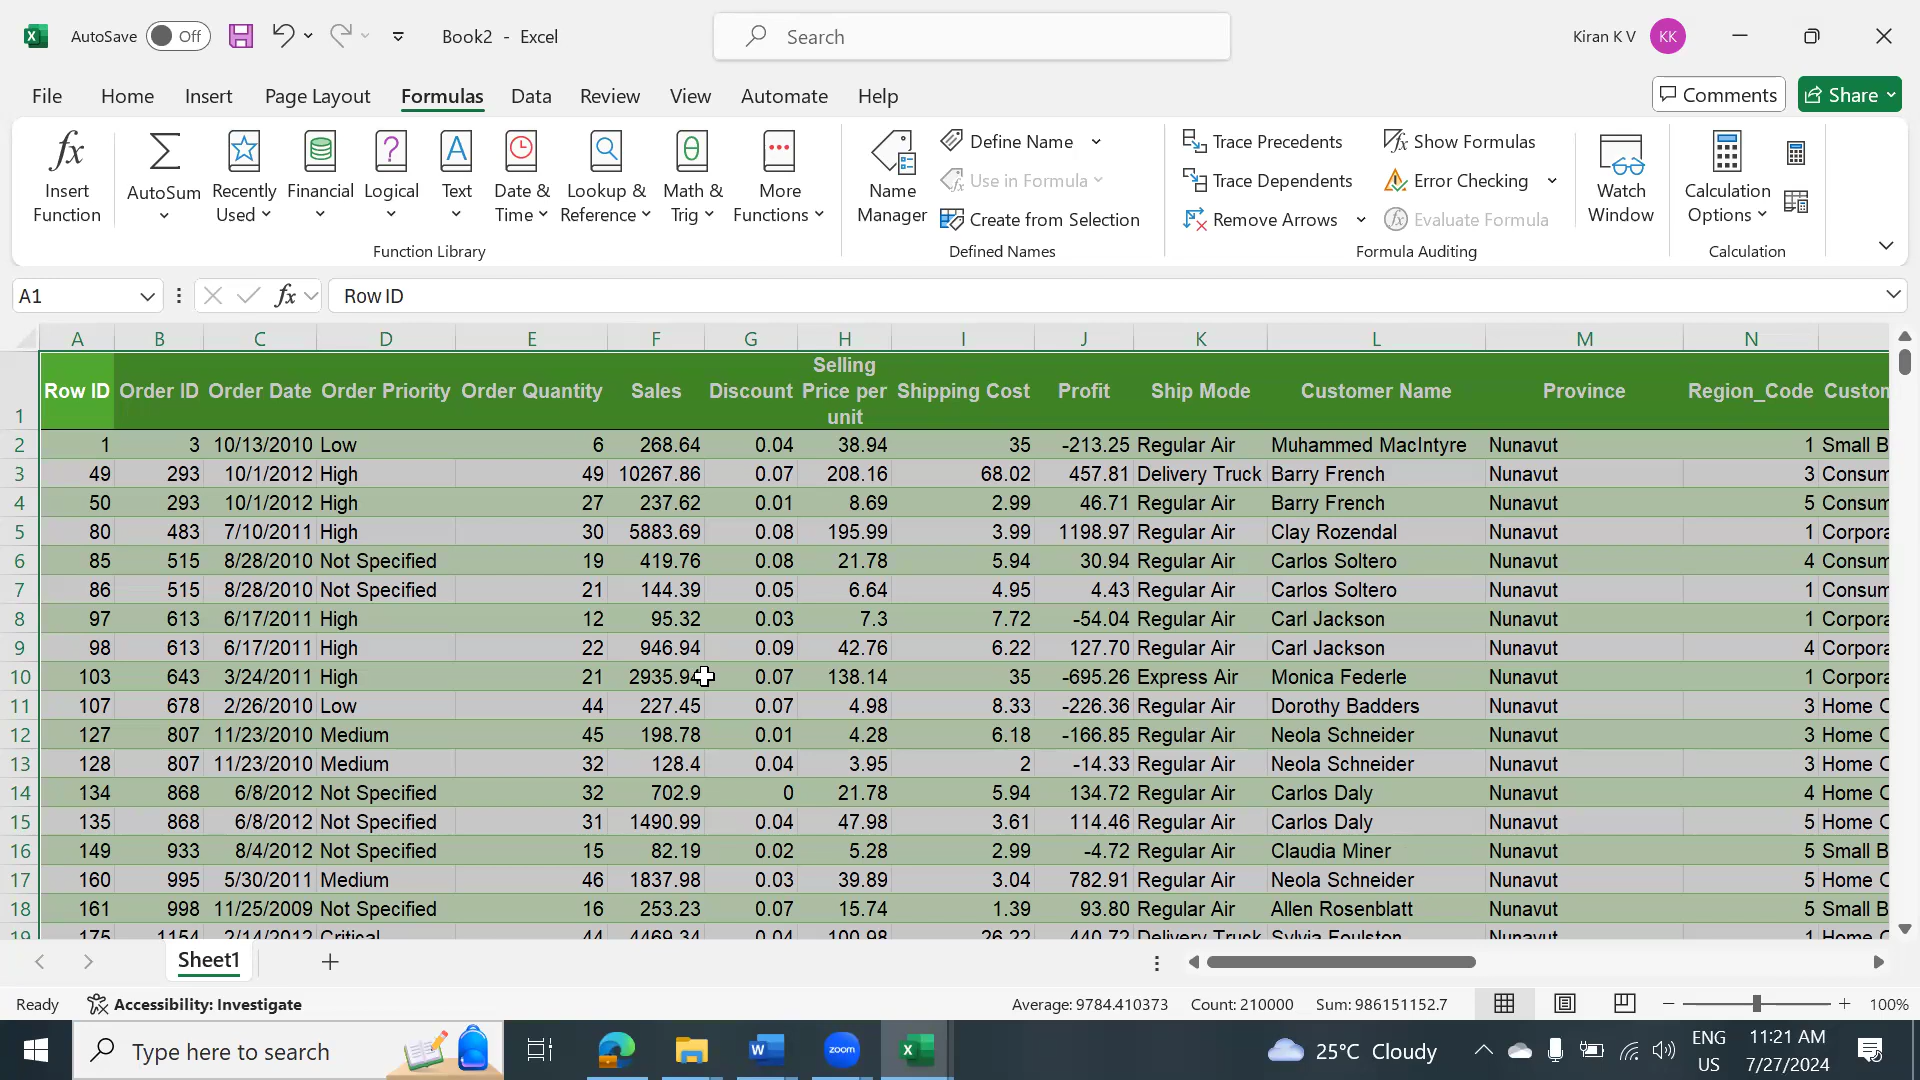 AutoSave Off Book2 - Excel Search Kiran K V KK
File Home Insert Page Layout Formulas Data Review View Automate Help Comments Share
Insert Function
AutoSum
Recently Used
Financial
Logical
Text
Date & Time
Lookup & Reference
Math & Trig
More Functions
Function Library
Name Manager
Define Name
Use in Formula
Create from Selection
Defined Names
Trace Precedents
Trace Dependents
Remove Arrows
Show Formulas
Error Checking
Evaluate Formula
Formula Auditing
Watch Window
Calculation Options
Calculation
A1 fx Row ID
A B C D E F G H I J K L M N
1 Row ID Order ID Order Date Order Priority Order Quantity Sales Discount Selling Price per unit Shipping Cost Profit Ship Mode Customer Name Province Region_Code Custon
2 1 3 10/13/2010 Low 6 268.64 0.04 38.94 35 -213.25 Regular Air Muhammed MacIntyre Nunavut 1 Small B
3 49 293 10/1/2012 High 49 10267.86 0.07 208.16 68.02 457.81 Delivery Truck Barry French Nunavut 3 Consum
4 50 293 10/1/2012 High 27 237.62 0.01 8.69 2.99 46.71 Regular Air Barry French Nunavut 5 Consum
5 80 483 7/10/2011 High 30 5883.69 0.08 195.99 3.99 1198.97 Regular Air Clay Rozendal Nunavut 1 Corpora
6 85 515 8/28/2010 Not Specified 19 419.76 0.08 21.78 5.94 30.94 Regular Air Carlos Soltero Nunavut 4 Consum
7 86 515 8/28/2010 Not Specified 21 144.39 0.05 6.64 4.95 4.43 Regular Air Carlos Soltero Nunavut 1 Consum
8 97 613 6/17/2011 High 12 95.32 0.03 7.3 7.72 -54.04 Regular Air Carl Jackson Nunavut 1 Corpora
9 98 613 6/17/2011 High 22 946.94 0.09 42.76 6.22 127.70 Regular Air Carl Jackson Nunavut 4 Corpora
10 103 643 3/24/2011 High 21 2935.9 0.07 138.14 35 -695.26 Express Air Monica Federle Nunavut 1 Corpora
11 107 678 2/26/2010 Low 44 227.45 0.07 4.98 8.33 -226.36 Regular Air Dorothy Badders Nunavut 3 Home C
12 127 807 11/23/2010 Medium 45 198.78 0.01 4.28 6.18 -166.85 Regular Air Neola Schneider Nunavut 3 Home C
13 128 807 11/23/2010 Medium 32 128.4 0.04 3.95 2 -14.33 Regular Air Neola Schneider Nunavut 3 Home C
14 134 868 6/8/2012 Not Specified 32 702.9 0 21.78 5.94 134.72 Regular Air Carlos Daly Nunavut 4 Home C
15 135 868 6/8/2012 Not Specified 31 1490.99 0.04 47.98 3.61 114.46 Regular Air Carlos Daly Nunavut 5 Home C
16 149 933 8/4/2012 Not Specified 15 82.19 0.02 5.28 2.99 -4.72 Regular Air Claudia Miner Nunavut 5 Small B
17 160 995 5/30/2011 Medium 46 1837.98 0.03 39.89 3.04 782.91 Regular Air Neola Schneider Nunavut 5 Home C
18 161 998 11/25/2009 Not Specified 16 253.23 0.07 15.74 1.39 93.80 Regular Air Allen Rosenblatt Nunavut 5 Small B
19 175 1154 2/14/2012 Critical 44 4469.34 0.04 100.98 26.22 440.72 Delivery Truck Sylvia Foulston Nunavut 1 Home C
Sheet1
Ready Accessibility: Investigate Average: 9784.410373 Count: 210000 Sum: 986151152.7 100%
Type here to search W zoom X 25°C Cloudy ENG US 11:21 AM 7/27/2024